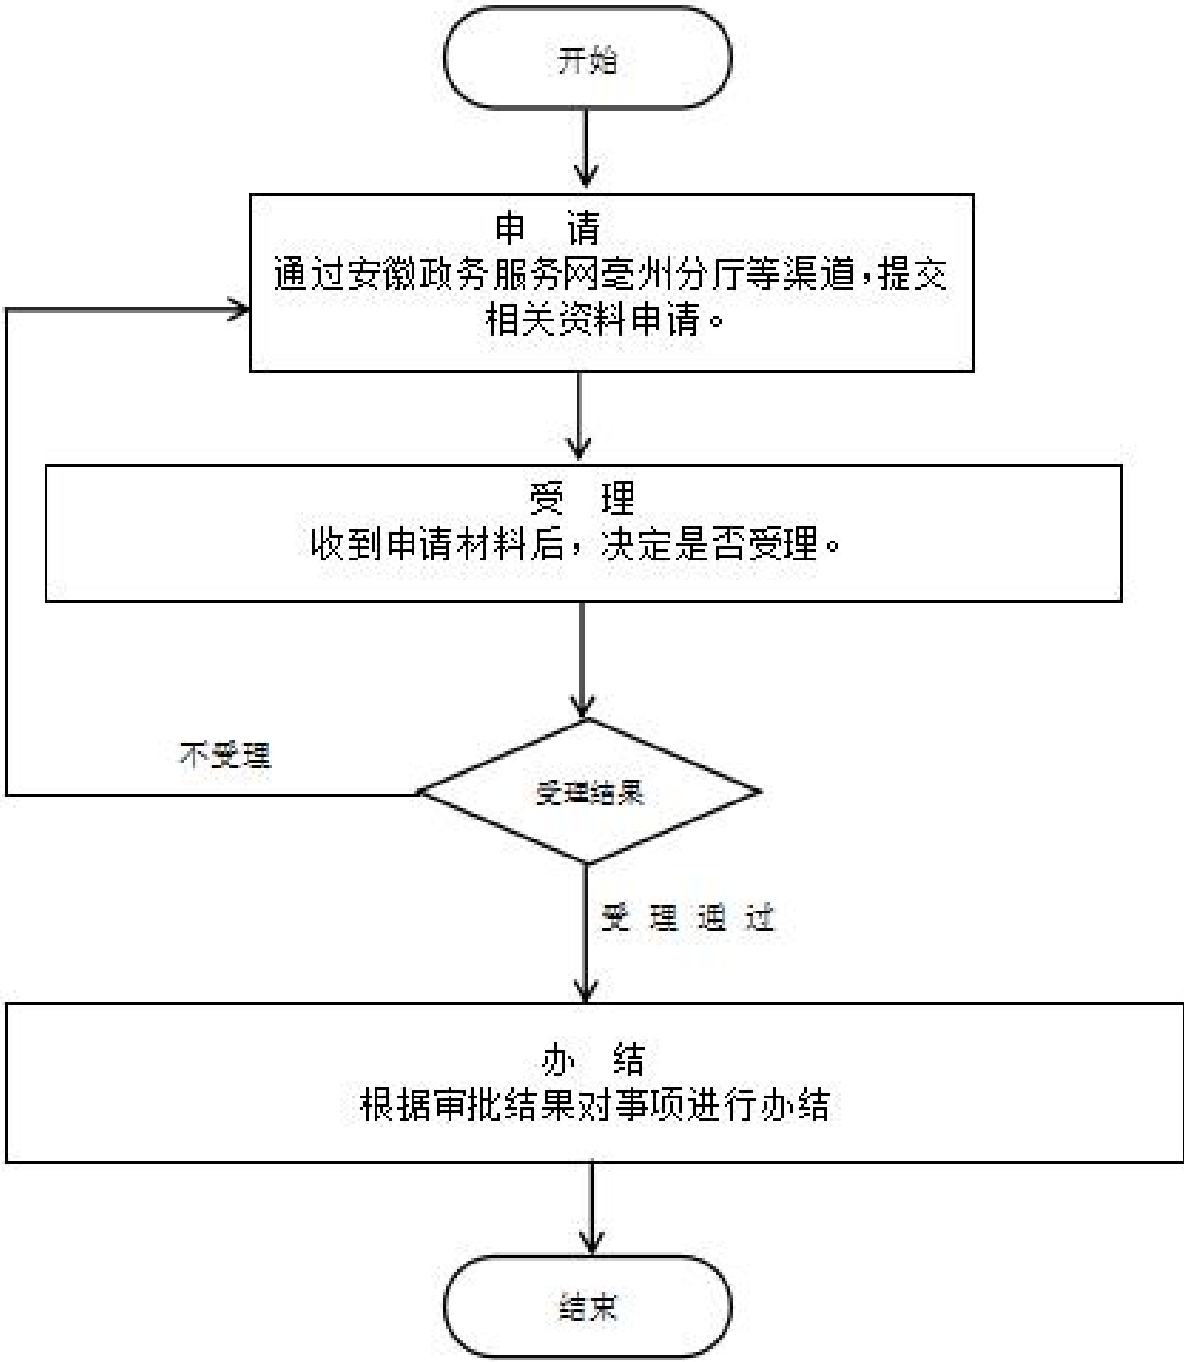 开始
申 请
通过安徽政务服务网亳州分厅等渠道，提交
相关资料申请。
受 理
收到申请材料后，决定是否受理。
不受理
受理结果
受 理 通 过
办 结
根据审批结果对事项进行办结
结束